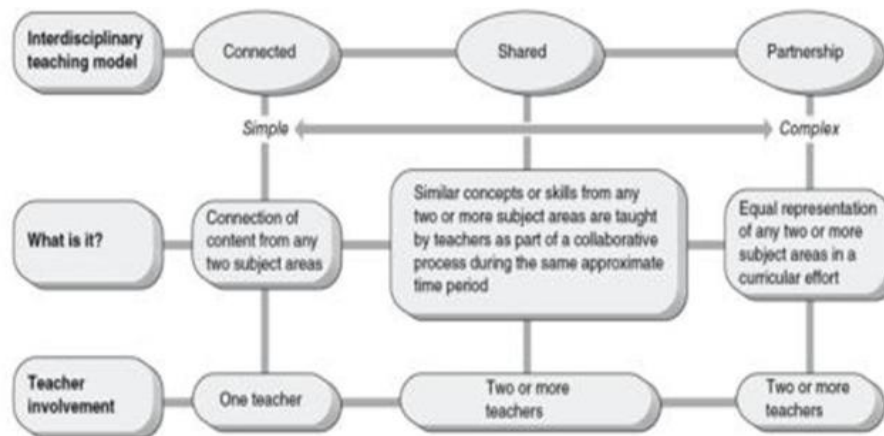 Interdisciplinary
teaching model
Connected
Shared
Partnership
Simple
Complex
What is it?
Connection of
content from any
two subject areas
Similar concepts or skills from any
two or more subject areas are taught
by teachers as part of a collaborative
process during the same approximate
time period
Equal representation
of any two or more
subject areas in a
curricular effort
Teacher
involvement
One teacher
Two or more
teachers
Two or more
teachers